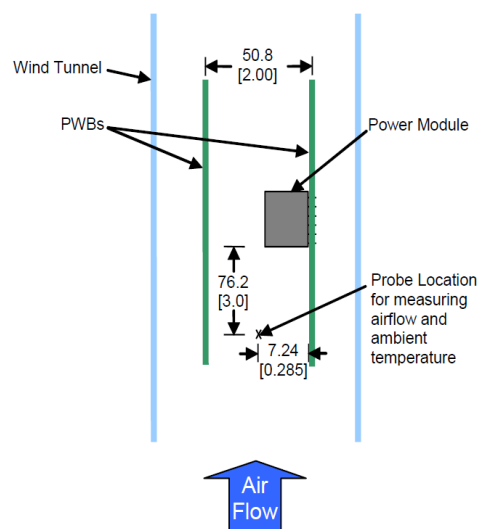 50.8
[2.00]
Wind Tunnel
PWBs
Power Module
76.2
[3.0]
x
Probe Location
for measuring
airflow and
ambient
temperature
7.24
[0.285]
Air
Flow